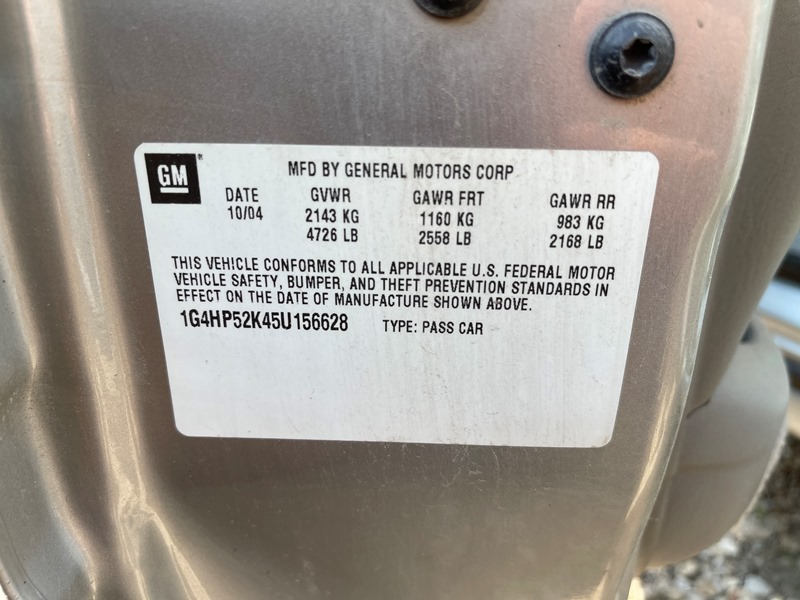 GM
MFD BY GENERAL MOTORS CORP
DATE GVWR GAWR FRT GAWR RR
10/04 2143 KG 1160 KG 983 KG
4726 LB 2558 LB 2168 LB
THIS VEHICLE CONFORMS TO ALL APPLICABLE U.S. FEDERAL MOTOR
VEHICLE SAFETY, BUMPER, AND THEFT PREVENTION STANDARDS IN
EFFECT ON THE DATE OF MANUFACTURE SHOWN ABOVE.
1G4HP52K45U156628 TYPE: PASS CAR